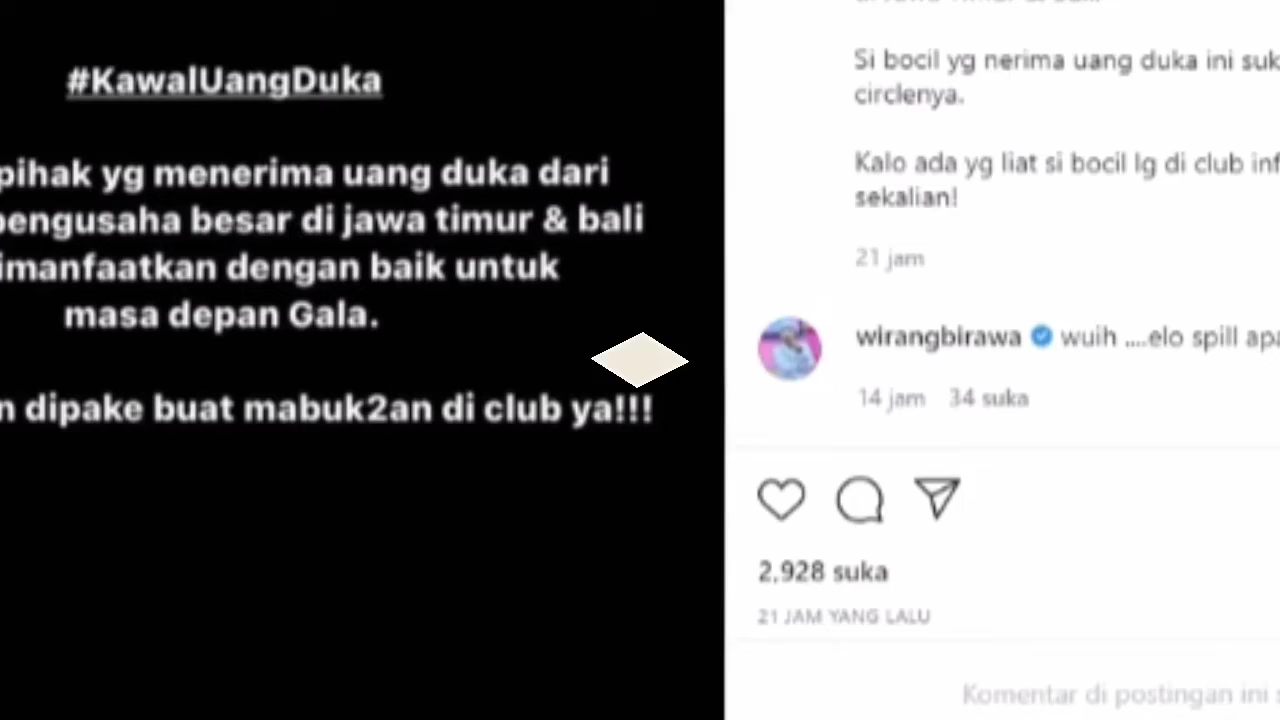 #KawalUangDuka
pihak yg menerima uang duka dari
pengusaha besar di jawa timur & bali
imanfaatkan dengan baik untuk
masa depan Gala.
n dipake buat mabuk2an di club ya!!!
Si bocil yg nerima uang duka ini suk
circlenya.
Kalo ada yg liat si bocil lg di club inf
sekalian!
21 jam
wirangbirawa wuih ....elo spill apa
14 jam 34 suka
2,928 suka
21 JAM YANG LALU
Komentar di postingan ini s